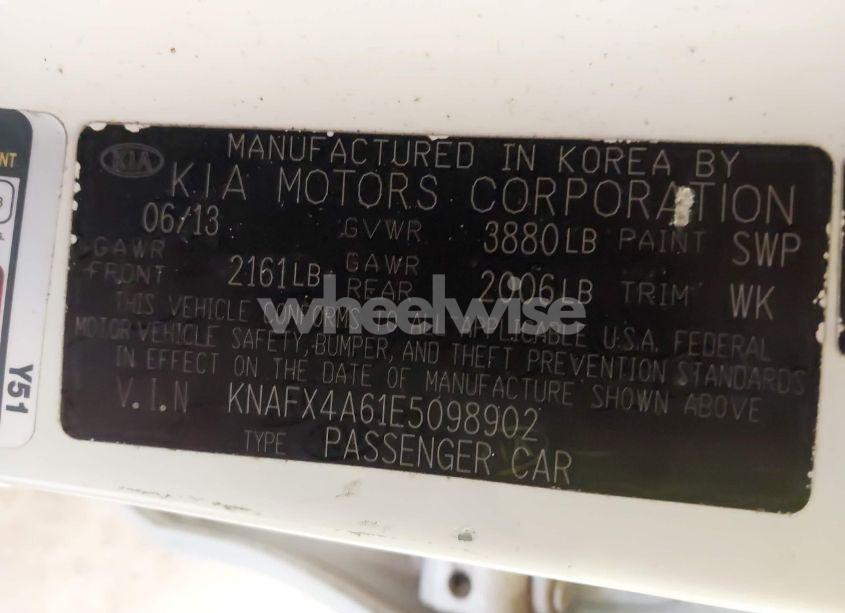 MANUFACTURED IN KOREA BY
KIA KIA MOTORS CORPORATION
06/13 GVWR 3880LB PAINT SWP
GAWR FRONT 2161LB GAWR REAR 2006LB TRIM WK
THIS VEHICLE CONFORMS TO ALL APPLICABLE U.S.A. FEDERAL
MOTOR VEHICLE SAFETY, BUMPER, AND THEFT PREVENTION STANDARDS
IN EFFECT ON THE DATE OF MANUFACTURE SHOWN ABOVE
V.I.N KNAFX4A61E5098902
TYPE PASSENGER CAR
wheelwise
NT
Y51